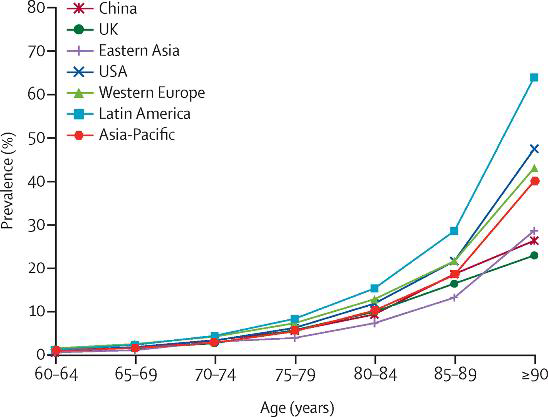 80
70
60
50
40
30
20
10
0
Prevalence (%)
China
UK
Eastern Asia
USA
Western Europe
Latin America
Asia-Pacific
60–64 65–69 70–74 75–79 80–84 85–89 ≥90
Age (years)